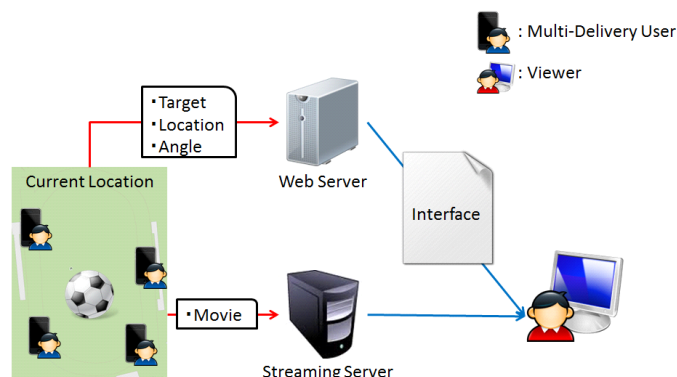 : Multi-Delivery User
: Viewer
・Target
・Location
・Angle
Current Location
Web Server
Interface
・Movie
Streaming Server